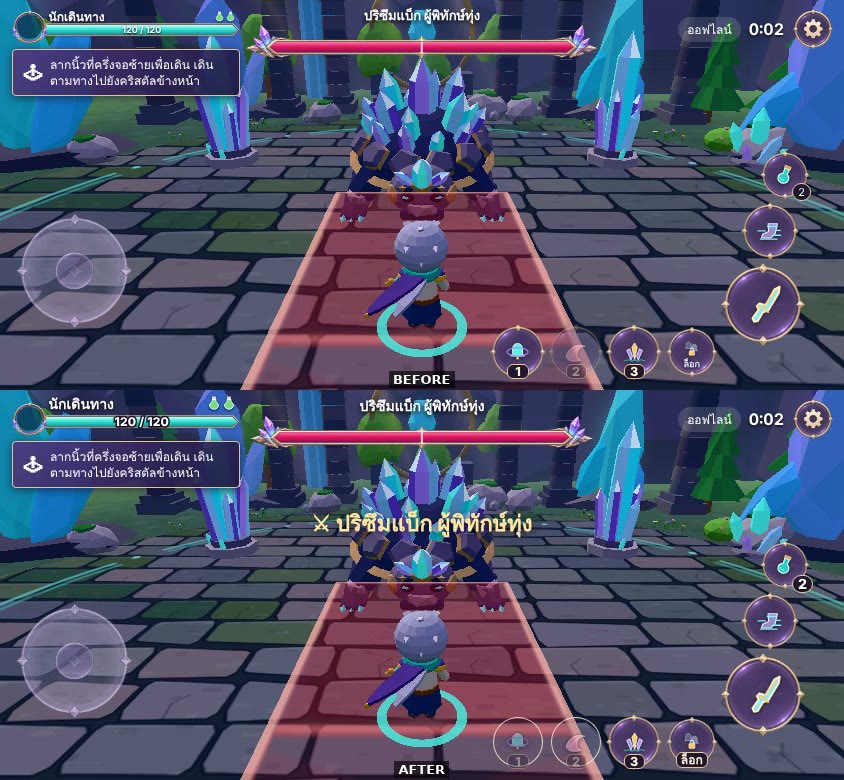 นักเดินทาง
120 / 120
ปริซึมแบ็ก ผู้พิทักษ์ทุ่ง
ออฟไลน์
0:02
ลากนิ้วที่ครึ่งจอซ้ายเพื่อเดิน เดิน
ตามทางไปยังคริสตัลข้างหน้า
2
1
2
3
ล็อก
BEFORE
นักเดินทาง
120 / 120
ปริซึมแบ็ก ผู้พิทักษ์ทุ่ง
ออฟไลน์
0:02
ลากนิ้วที่ครึ่งจอซ้ายเพื่อเดิน เดิน
ตามทางไปยังคริสตัลข้างหน้า
⚔ ปริซึมแบ็ก ผู้พิทักษ์ทุ่ง
2
1
2
3
ล็อก
AFTER